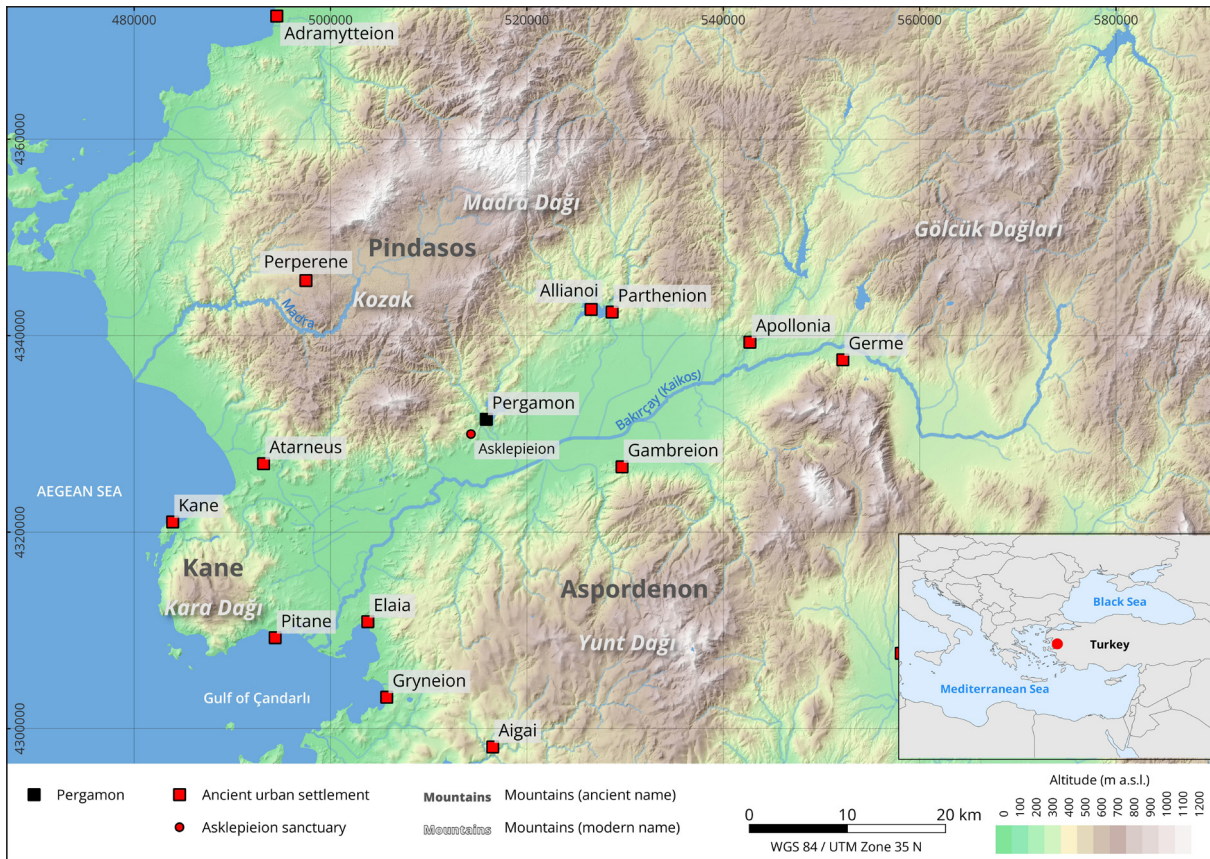 480000
500000
520000
540000
560000
580000
Adramytteion
4360000
Madra Dağı
Gölcük Dağları
Pindasos
Perperene
Kozak
Allianoi
Parthenion
Madra
4340000
Apollonia
Germe
Bakırçay (Kaikos)
Pergamon
Asklepieion
Atarneus
Gambreion
AEGEAN SEA
Kane
4320000
Kane
Kara Dağı
Aspordenon
Elaia
Pitane
Yunt Dağı
Gulf of Çandarlı
Gryneion
Aigai
4300000
Black Sea
Turkey
Mediterranean Sea
Pergamon
Ancient urban settlement
Asklepieion sanctuary
Mountains Mountains (ancient name)
Mountains Mountains (modern name)
0 10 20 km
WGS 84 / UTM Zone 35 N
Altitude (m a.s.l.)
0 100 200 300 400 500 600 700 800 900 1000 1100 1200